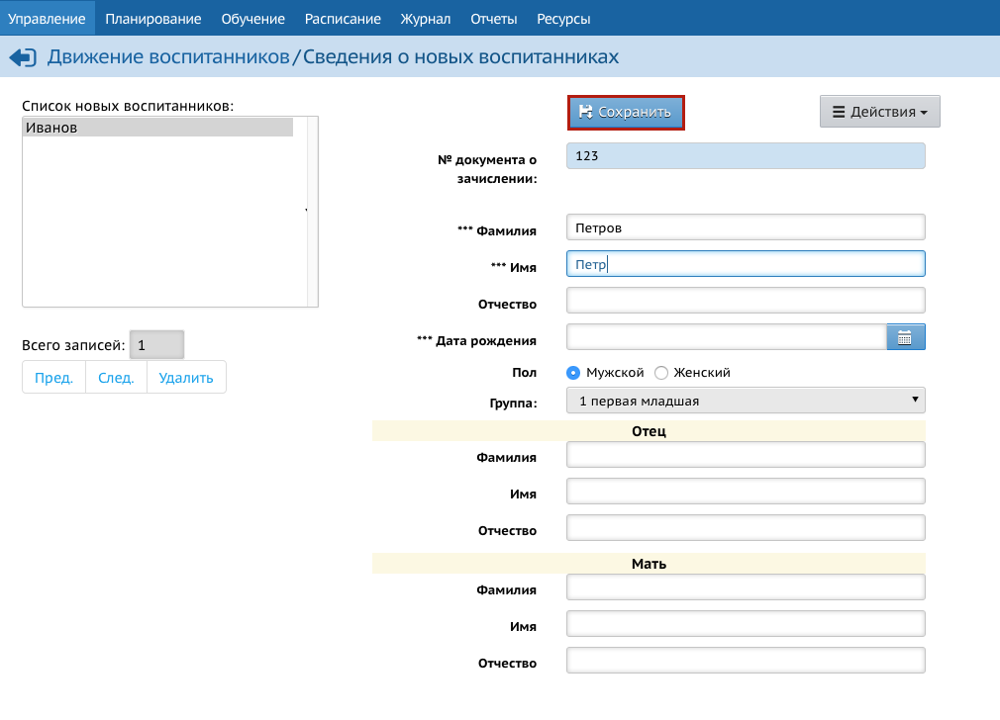 Управление Планирование Обучение Расписание Журнал Отчеты Ресурсы
Движение воспитанников/Сведения о новых воспитанниках
Список новых воспитанников:
Иванов
Всего записей: 1
Пред. След. Удалить
Сохранить
Действия
№ документа о
зачислении:
123
*** Фамилия
Петров
*** Имя
Петр
Отчество
*** Дата рождения
Пол
Мужской Женский
Группа:
1 первая младшая
Отец
Фамилия
Имя
Отчество
Мать
Фамилия
Имя
Отчество